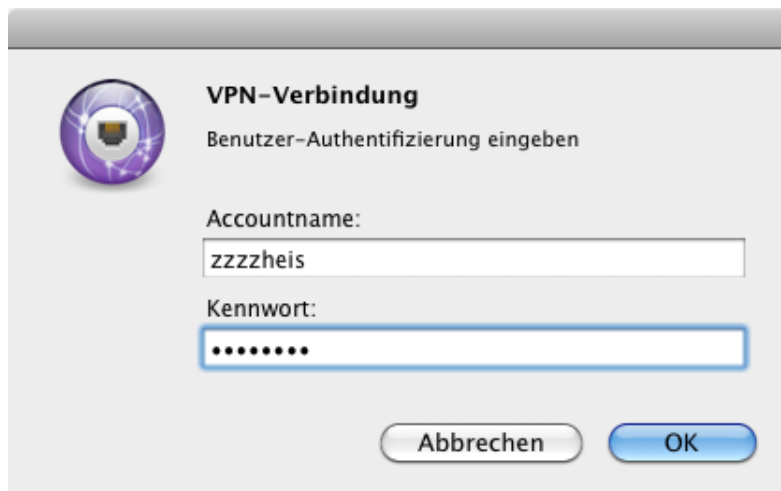 VPN-Verbindung
Benutzer-Authentifizierung eingeben
Accountname:
zzzzheis
Kennwort:
••••••••
Abbrechen
OK